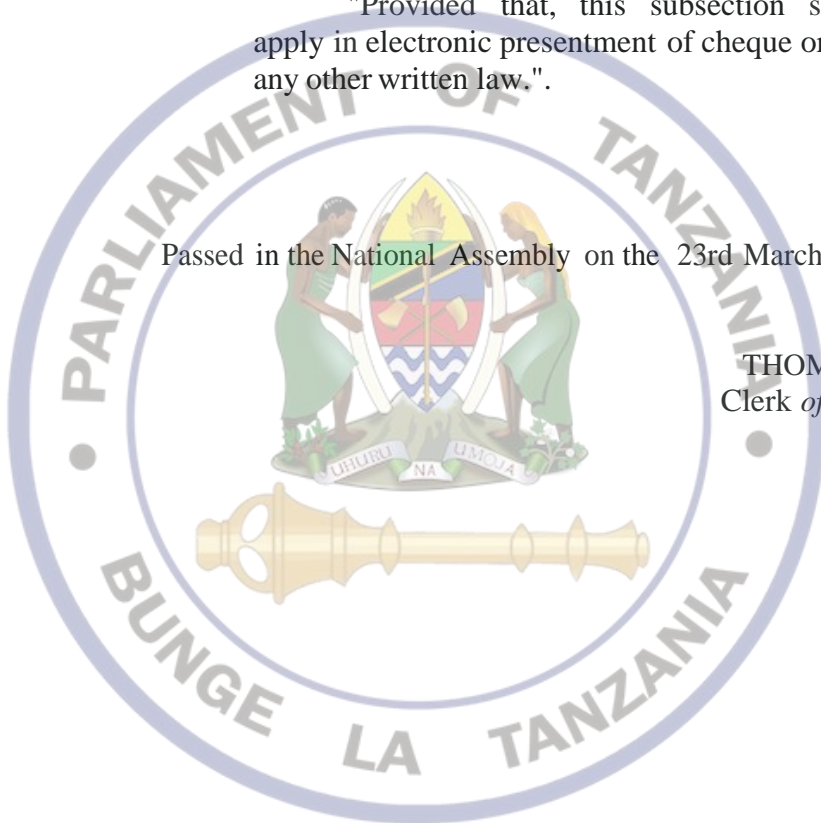 "Provided that, this subsection s
apply in electronic presentment of cheque or
any other written law.".
PARLIAMENT OF TANZANIA
Passed in the National Assembly on the 23rd March
THOM
Clerk of
UHURU NA UMOJA
BUNGE LA TANZANIA